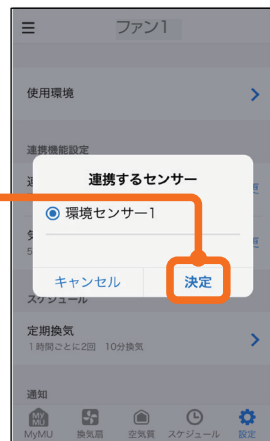 ファン1
使用環境
連携機能設定
連携するセンサー
環境センサー1
キャンセル
決定
スケジュール
定期換気
1時間ごとに2回 10分換気
通知
MY
MU
MyMU
換気扇
空気質
スケジュール
設定